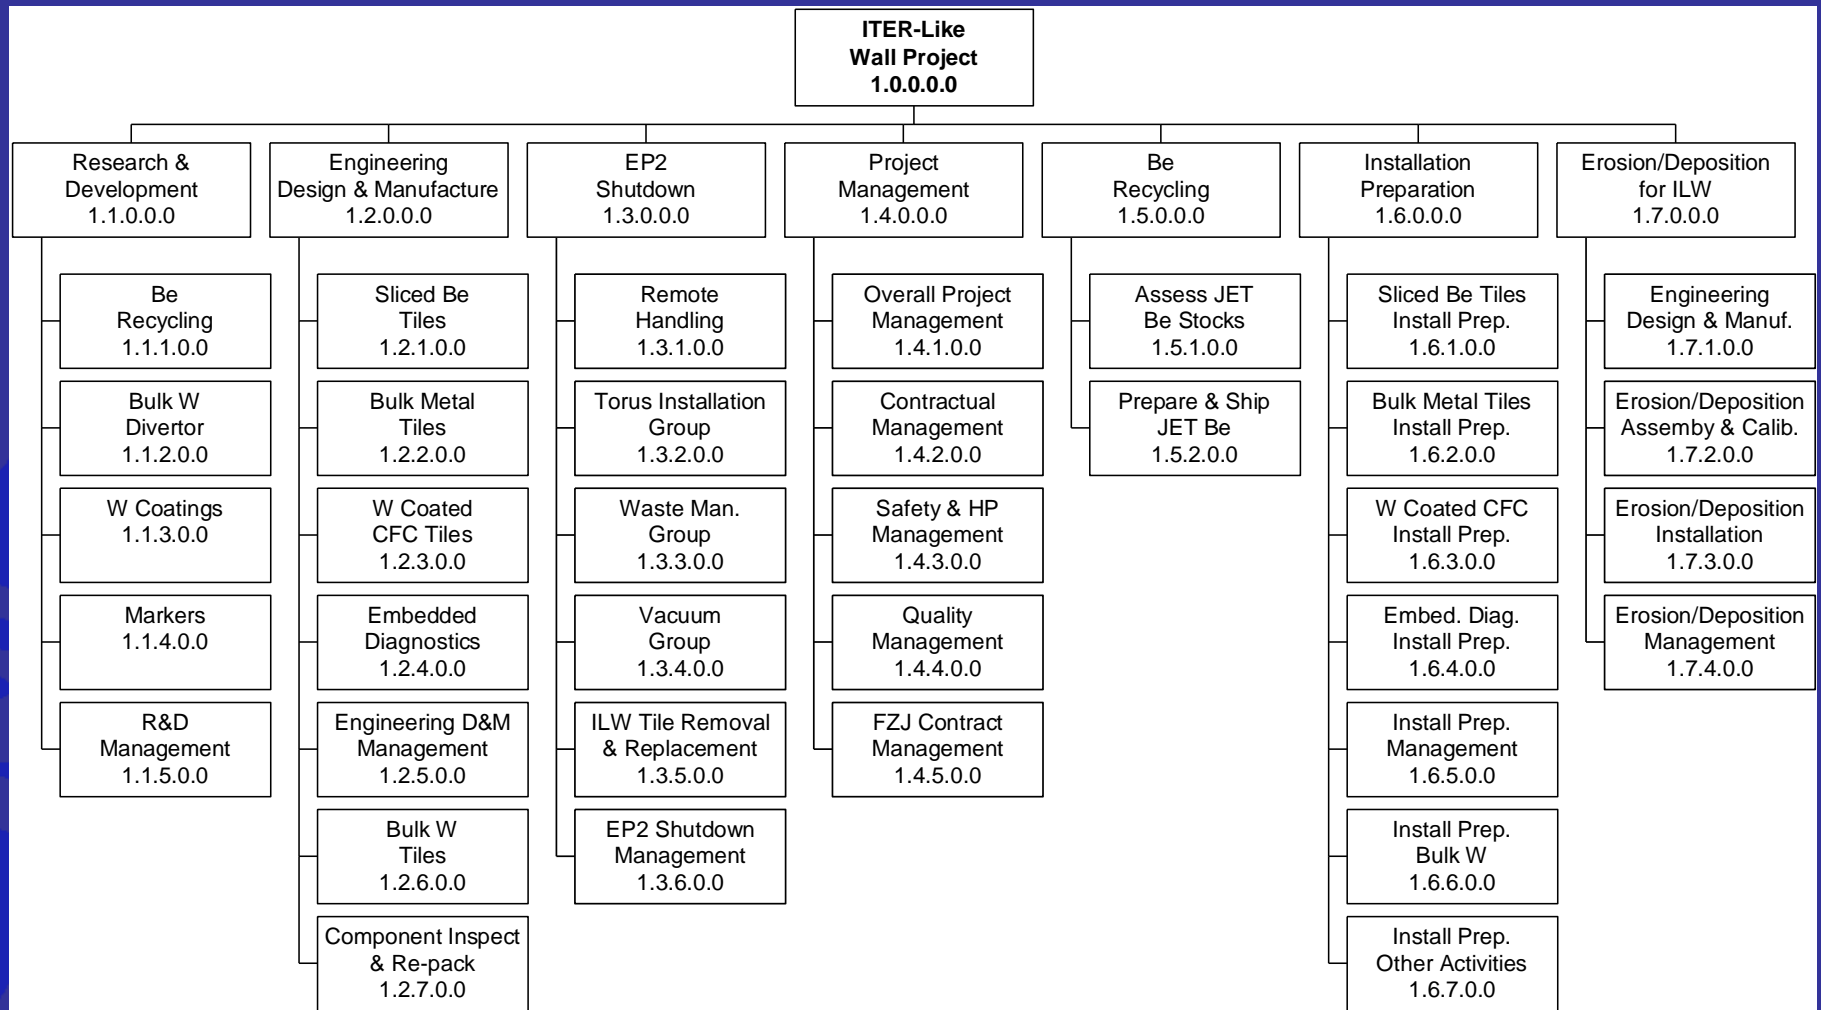 ITER-Like
Wall Project
1.0.0.0.0
Research &
Development
1.1.0.0.0
Engineering
Design & Manufacture
1.2.0.0.0
EP2
Shutdown
1.3.0.0.0
Project
Management
1.4.0.0.0
Be
Recycling
1.5.0.0.0
Installation
Preparation
1.6.0.0.0
Erosion/Deposition
for ILW
1.7.0.0.0
Be
Recycling
1.1.1.0.0
Bulk W
Divertor
1.1.2.0.0
W Coatings
1.1.3.0.0
Markers
1.1.4.0.0
R&D
Management
1.1.5.0.0
Sliced Be
Tiles
1.2.1.0.0
Bulk Metal
Tiles
1.2.2.0.0
W Coated
CFC Tiles
1.2.3.0.0
Embedded
Diagnostics
1.2.4.0.0
Engineering D&M
Management
1.2.5.0.0
Bulk W
Tiles
1.2.6.0.0
Component Inspect
& Re-pack
1.2.7.0.0
Remote
Handling
1.3.1.0.0
Torus Installation
Group
1.3.2.0.0
Waste Man.
Group
1.3.3.0.0
Vacuum
Group
1.3.4.0.0
ILW Tile Removal
& Replacement
1.3.5.0.0
EP2 Shutdown
Management
1.3.6.0.0
Overall Project
Management
1.4.1.0.0
Contractual
Management
1.4.2.0.0
Safety & HP
Management
1.4.3.0.0
Quality
Management
1.4.4.0.0
FZJ Contract
Management
1.4.5.0.0
Assess JET
Be Stocks
1.5.1.0.0
Prepare & Ship
JET Be
1.5.2.0.0
Sliced Be Tiles
Install Prep.
1.6.1.0.0
Bulk Metal Tiles
Install Prep.
1.6.2.0.0
W Coated CFC
Install Prep.
1.6.3.0.0
Embed. Diag.
Install Prep.
1.6.4.0.0
Install Prep.
Management
1.6.5.0.0
Install Prep.
Bulk W
1.6.6.0.0
Install Prep.
Other Activities
1.6.7.0.0
Engineering
Design & Manuf.
1.7.1.0.0
Erosion/Deposition
Assemby & Calib.
1.7.2.0.0
Erosion/Deposition
Installation
1.7.3.0.0
Erosion/Deposition
Management
1.7.4.0.0